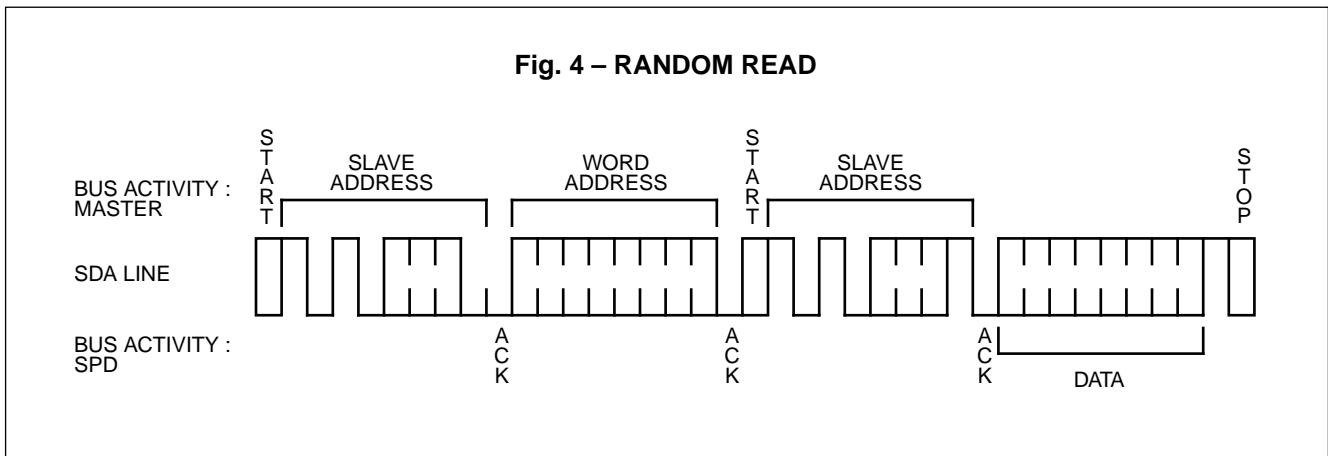 Fig. 4 – RANDOM READ
BUS ACTIVITY :
MASTER
START
SLAVE
ADDRESS
WORD
ADDRESS
START
SLAVE
ADDRESS
STOP
SDA LINE
BUS ACTIVITY :
SPD
ACK
ACK
ACK
DATA